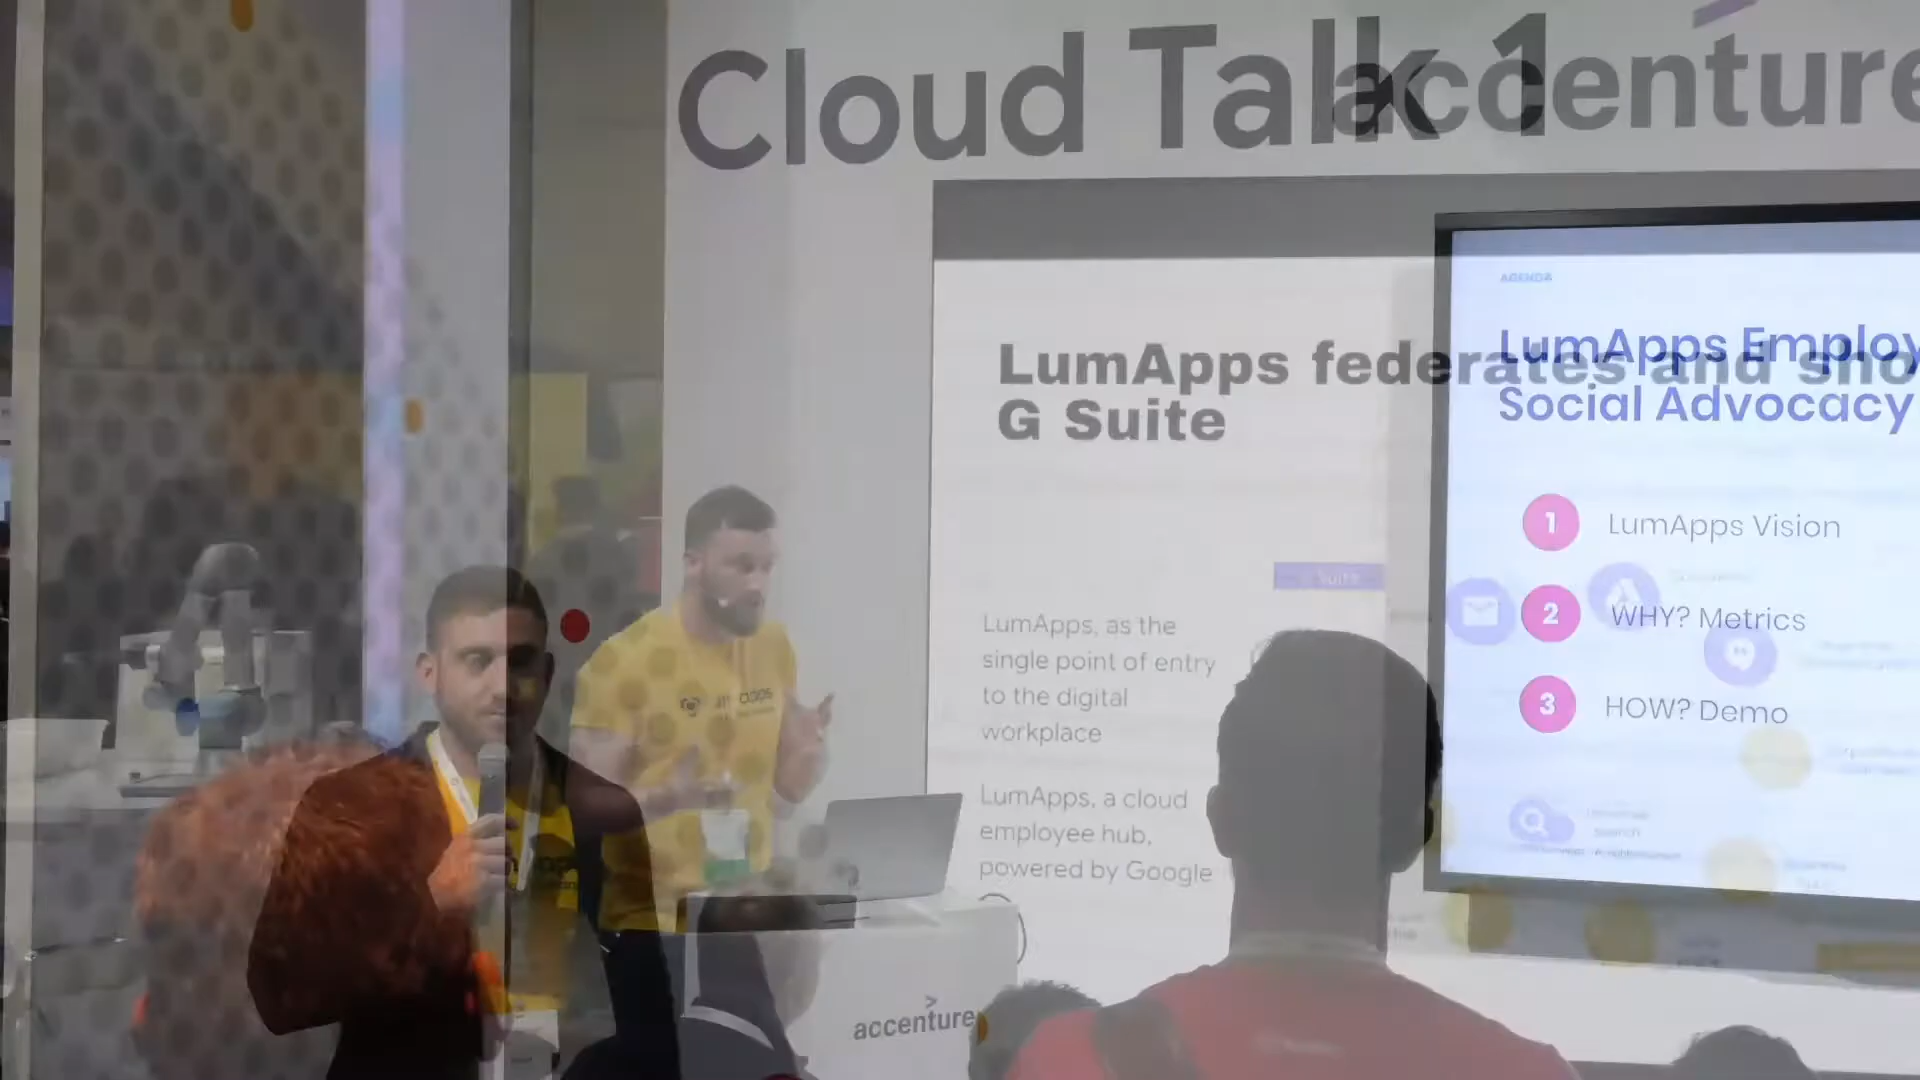 Cloud Talk 1
accenture
LumApps federates and sho
G Suite
Suite
LumApps, as the
single point of entry
to the digital
workplace
LumApps, a cloud
employee hub,
powered by Google
AGENDA
LumApps Employ
Social Advocacy
1 LumApps Vision
2 WHY? Metrics
3 HOW? Demo
accenture